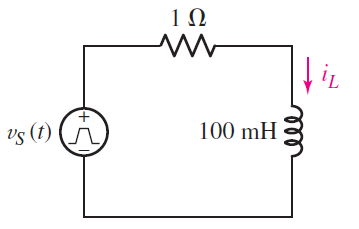 1 Ω
i_L
v_S (t)
+
−
100 mH